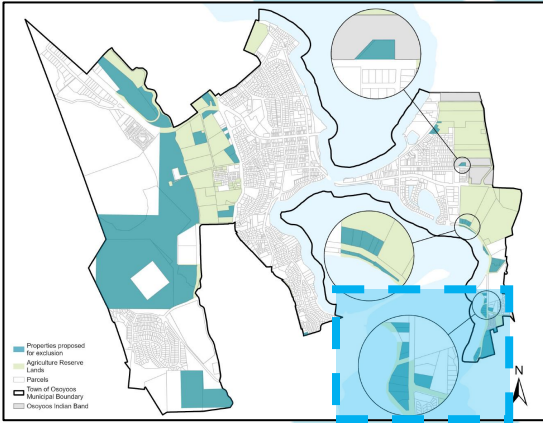 Properties proposed
for exclusion
Agriculture Reserve
Lands
Parcels
Town of Osoyoos
Municipal Boundary
Osoyoos Indian Band
N